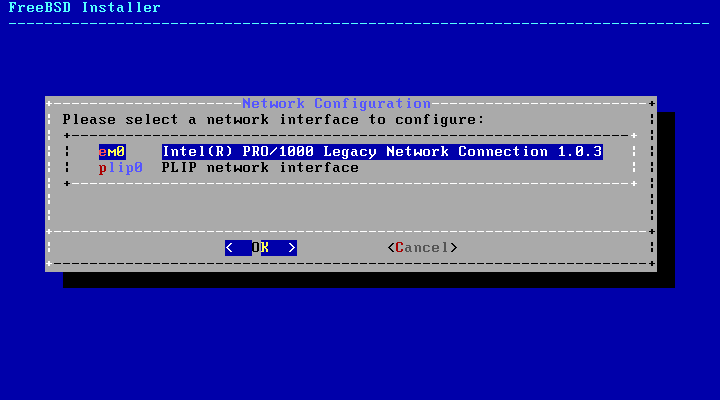 FreeBSD Installer
Network Configuration
Please select a network interface to configure:
em0 Intel(R) PRO/1000 Legacy Network Connection 1.0.3
plip0 PLIP network interface
< OK > <Cancel>